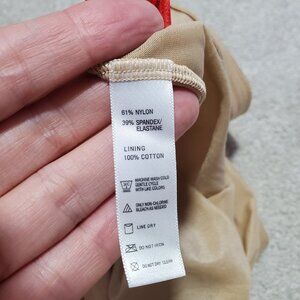 61% NYLON
39% SPANDEX/
ELASTANE
LINING
100% COTTON
MACHINE WASH COLD
GENTLE CYCLE
WITH LIKE COLORS
ONLY NON-CHLORINE
BLEACH AS NEEDED
LINE DRY
DO NOT IRON
DO NOT DRY CLEAN